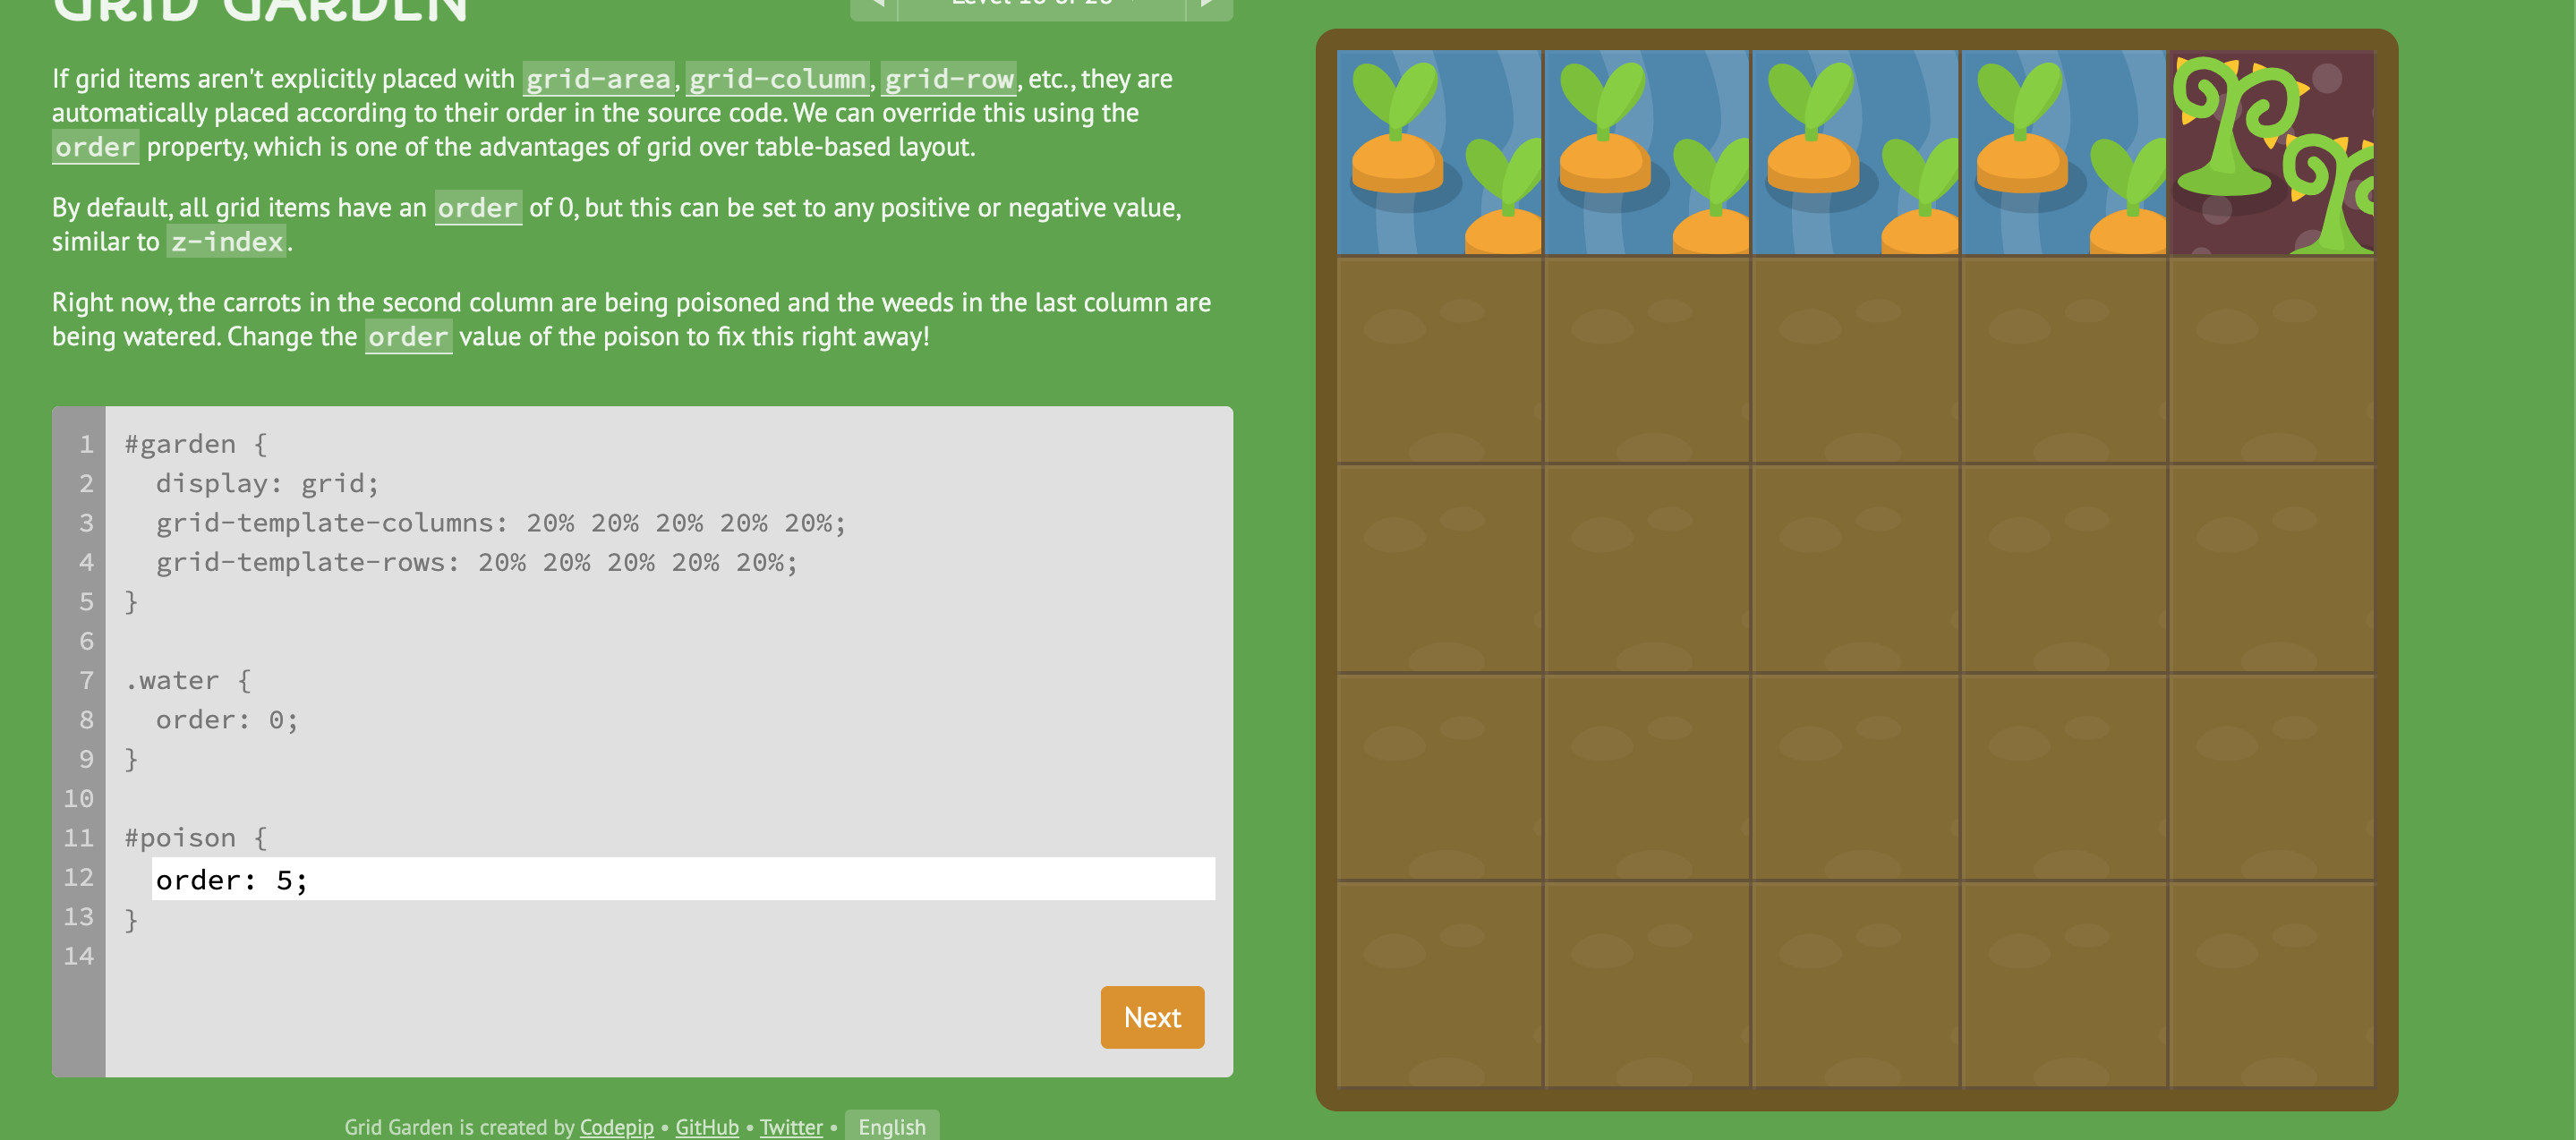 GRID GARDEN
If grid items aren't explicitly placed with grid-area, grid-column, grid-row, etc., they are
automatically placed according to their order in the source code. We can override this using the
order property, which is one of the advantages of grid over table-based layout.
By default, all grid items have an order of 0, but this can be set to any positive or negative value,
similar to z-index.
Right now, the carrots in the second column are being poisoned and the weeds in the last column are
being watered. Change the order value of the poison to fix this right away!
1 #garden {
2   display: grid;
3   grid-template-columns: 20% 20% 20% 20% 20%;
4   grid-template-rows: 20% 20% 20% 20% 20%;
5 }
6
7 .water {
8   order: 0;
9 }
10
11 #poison {
12   order: 5;
13 }
14
Next
Grid Garden is created by Codepip • GitHub • Twitter • English